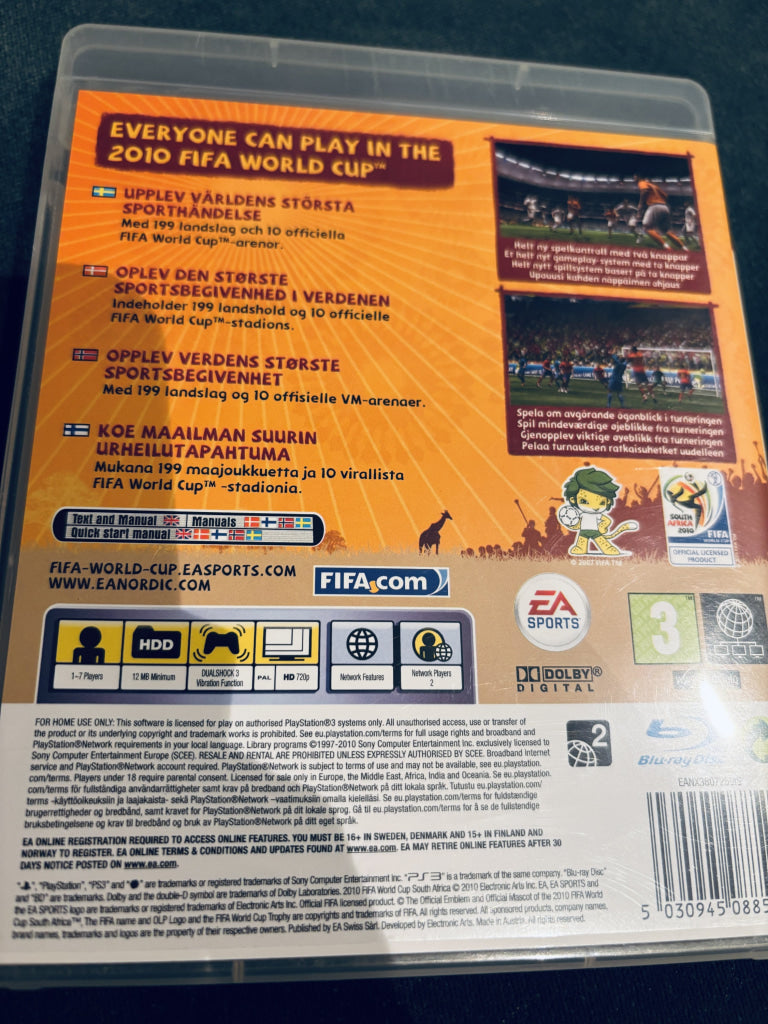 EVERYONE CAN PLAY IN THE
2010 FIFA WORLD CUP™
UPPLEV VÄRLDENS STÖRSTA
SPORTHÄNDELSE
Med 199 landslag och 10 officiella
FIFA World Cup™-arenor.
OPLEV DEN STØRSTE
SPORTSBEGIVENHED I VERDENEN
Indeholder 199 landshold og 10 officielle
FIFA World Cup™-stadions.
OPPLEV VERDENS STØRSTE
SPORTSBEGIVENHET
Med 199 landslag og 10 offisielle VM-arenaer.
KOE MAAILMAN SUURIN
URHEILUTAPAHTUMA
Mukana 199 maajoukkuetta ja 10 virallista
FIFA World Cup™ -stadionia.
Helt ny spelkontroll med två knappar
Et helt nyt gameplay system med to knapper
Helt nytt spillsystem basert på to knapper
Upouusi kahden näppäimen ohjaus
Spela om avgörande ögonblick i turneringen
Spil mindeværdige øjeblikke fra turneringen
Gjenopplev viktige øyeblikk fra turneringen
Pelaa turnauksen ratkaisuhetket uudelleen
Text and Manual
Manuals
Quick start manual
© 2007 FIFA TM
SOUTH AFRICA
2010
FIFA
WORLD CUP
OFFICIAL LICENSED
PRODUCT
FIFA-WORLD-CUP.EASPORTS.COM
WWW.EANORDIC.COM
FIFA.com
EA
SPORTS
3
1-7 Players
HDD
12 MB Minimum
DUALSHOCK 3
Vibration Function
PAL
HD 720p
Network Features
Network Players
2
DOLBY®
DIGITAL
FOR HOME USE ONLY: This software is licensed for play on authorised PlayStation®3 systems only. All unauthorised access, use or transfer of
the product or its underlying copyright and trademark works is prohibited. See eu.playstation.com/terms for full usage rights and broadband and
PlayStation®Network requirements in your local language. Library programs ©1997-2010 Sony Computer Entertainment Inc. exclusively licensed to
Sony Computer Entertainment Europe (SCEE). RESALE AND RENTAL ARE PROHIBITED UNLESS EXPRESSLY AUTHORISED BY SCEE. Broadband internet
service and PlayStation®Network account required. PlayStation®Network is subject to terms of use and may not be available, see eu.playstation.
com/terms. Players under 18 require parental consent. Licensed for sale only in Europe, the Middle East, Africa, India and Oceania. Se eu.playstation.
com/terms för fullständiga användarrättigheter samt krav på bredband och PlayStation®Network på ditt lokala språk. Tutustu eu.playstation.com/
terms -käyttöoikeuksiin ja laajakaista- sekä PlayStation®Network –vaatimuksiin omalla kielelläsi. Se eu.playstation.com/terms for fuldstændige
brugerrettigheder og bredbånd, samt kravet for PlayStation®Network på dit lokale sprog. Gå til eu.playstation.com/terms for å se de fullstendige
bruksbetingelsene og krav til bredbånd og bruk av PlayStation®Network på ditt eget språk.
2
Blu-ray Disc
EA ONLINE REGISTRATION REQUIRED TO ACCESS ONLINE FEATURES. YOU MUST BE 16+ IN SWEDEN, DENMARK AND 15+ IN FINLAND AND
NORWAY TO REGISTER. EA ONLINE TERMS & CONDITIONS AND UPDATES FOUND AT www.ea.com. EA MAY RETIRE ONLINE FEATURES AFTER 30
DAYS NOTICE POSTED ON www.ea.com.
"", "PlayStation", "PS3" and "" are trademarks or registered trademarks of Sony Computer Entertainment Inc. "PS3" is a trademark of the same company. "Blu-ray Disc"
and "BD" are trademarks. Dolby and the double-D symbol are trademarks of Dolby Laboratories. 2010 FIFA World Cup South Africa © 2010 Electronic Arts Inc. EA, EA SPORTS and
the EA SPORTS logo are trademarks or registered trademarks of Electronic Arts Inc. Official FIFA licensed product. © The Official Emblem and Official Mascot of the 2010 FIFA World
Cup South Africa™, The FIFA name and OLP Logo and the FIFA World Cup Trophy are copyrights and trademarks of FIFA. All rights reserved. All sponsored products, company names,
brand names, trademarks and logos are the property of their respective owners. Published by EA Swiss Sàrl. Developed by Electronic Arts. Made in Austria. All rights reserved.
5 030945 0885